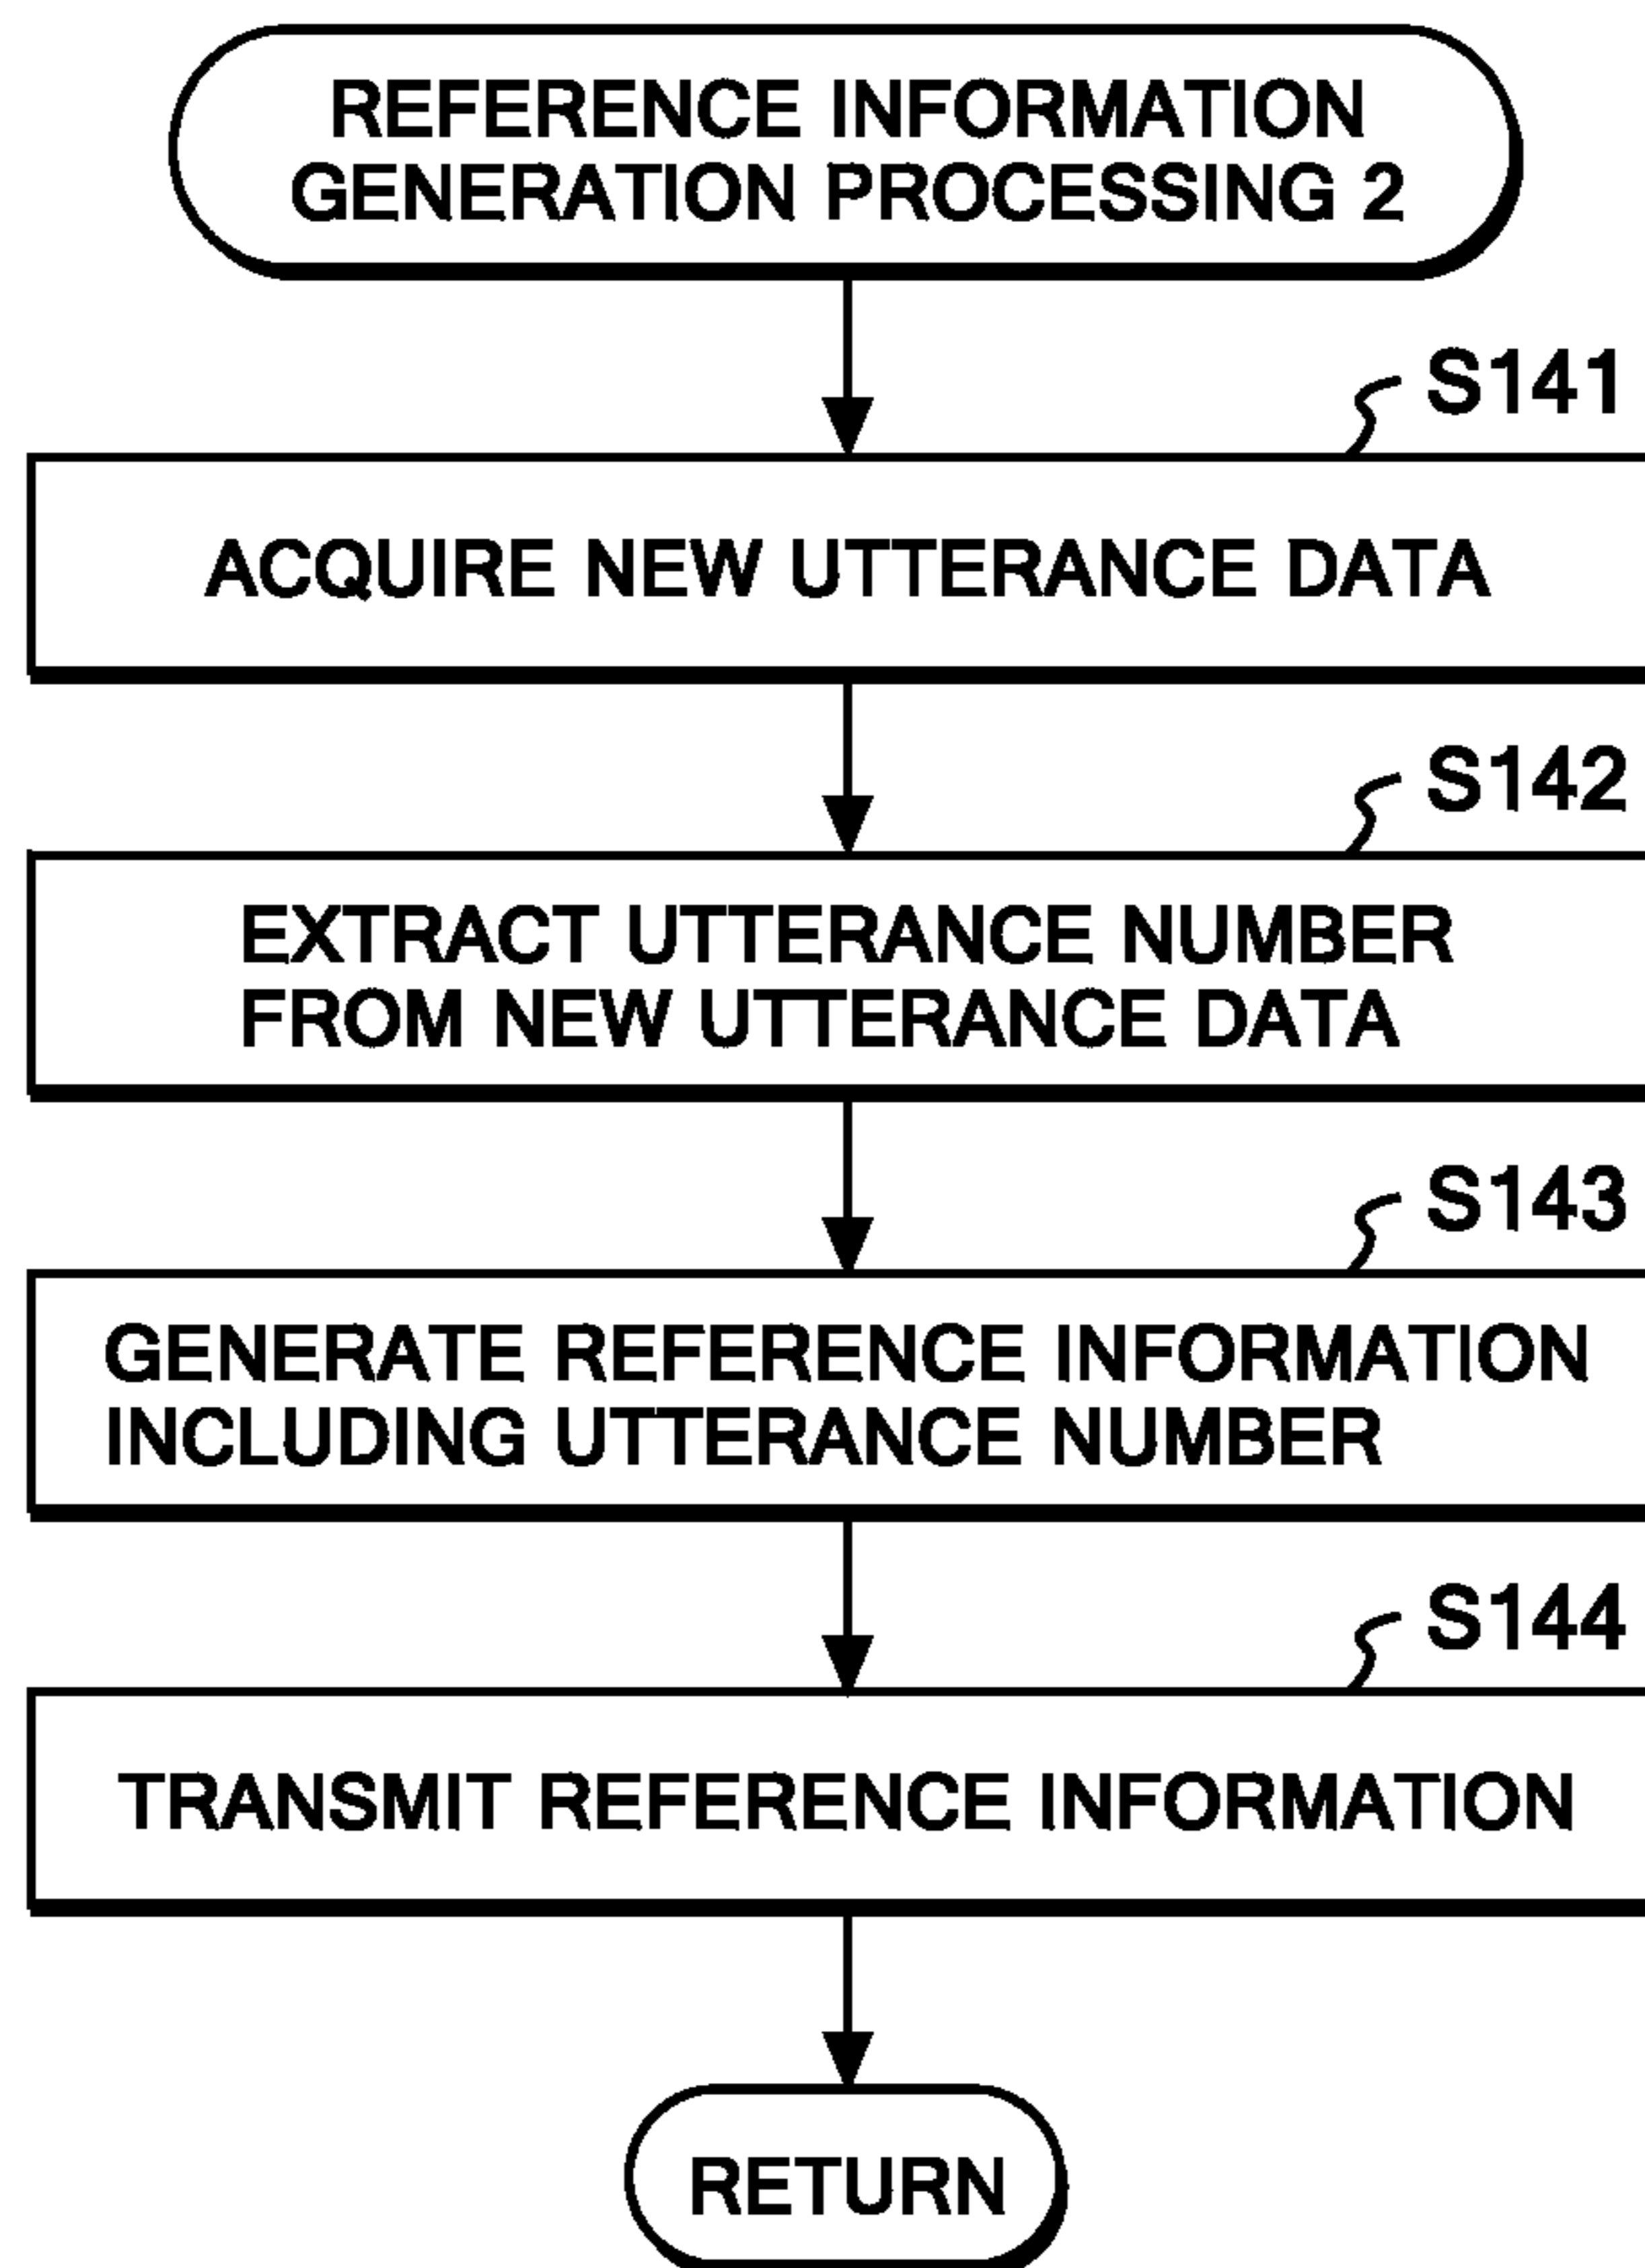 REFERENCE INFORMATION
GENERATION PROCESSING 2
S141
ACQUIRE NEW UTTERANCE DATA
S142
EXTRACT UTTERANCE NUMBER
FROM NEW UTTERANCE DATA
S143
GENERATE REFERENCE INFORMATION
INCLUDING UTTERANCE NUMBER
S144
TRANSMIT REFERENCE INFORMATION
RETURN